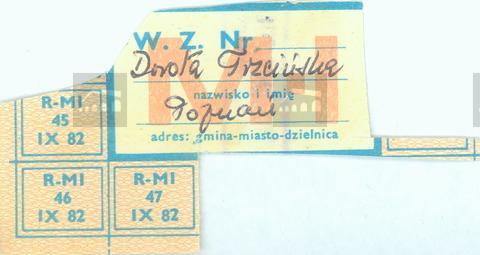 W. Z. Nr
Dorota Trzcińska
nazwisko i imię
Poznań
adres: gmina-miasto-dzielnica
R-MI
45
IX 82
R-MI
46
IX 82
R-MI
47
IX 82